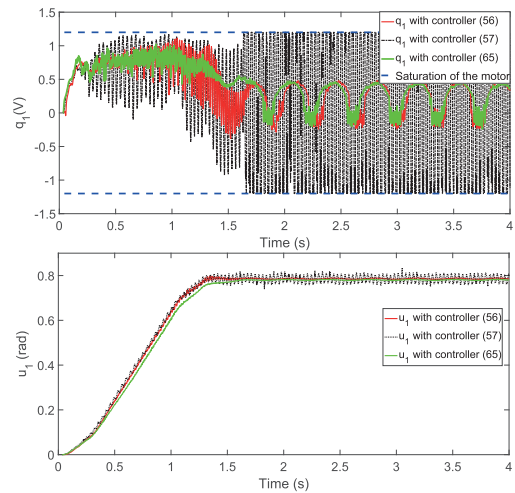 1.5
q1 with controller (56)
1
q1 with controller (57)
q1 with controller (65)
0.5
Saturation of the motor
q1(V)
0
-0.5
-1
-1.5
0 0.5 1 1.5 2 2.5 3 3.5 4
Time (s)
0.8
0.6
u1 with controller (56)
u1 with controller (57)
u1 (rad)
0.4
u1 with controller (65)
0.2
0
0 0.5 1 1.5 2 2.5 3 3.5 4
Time (s)